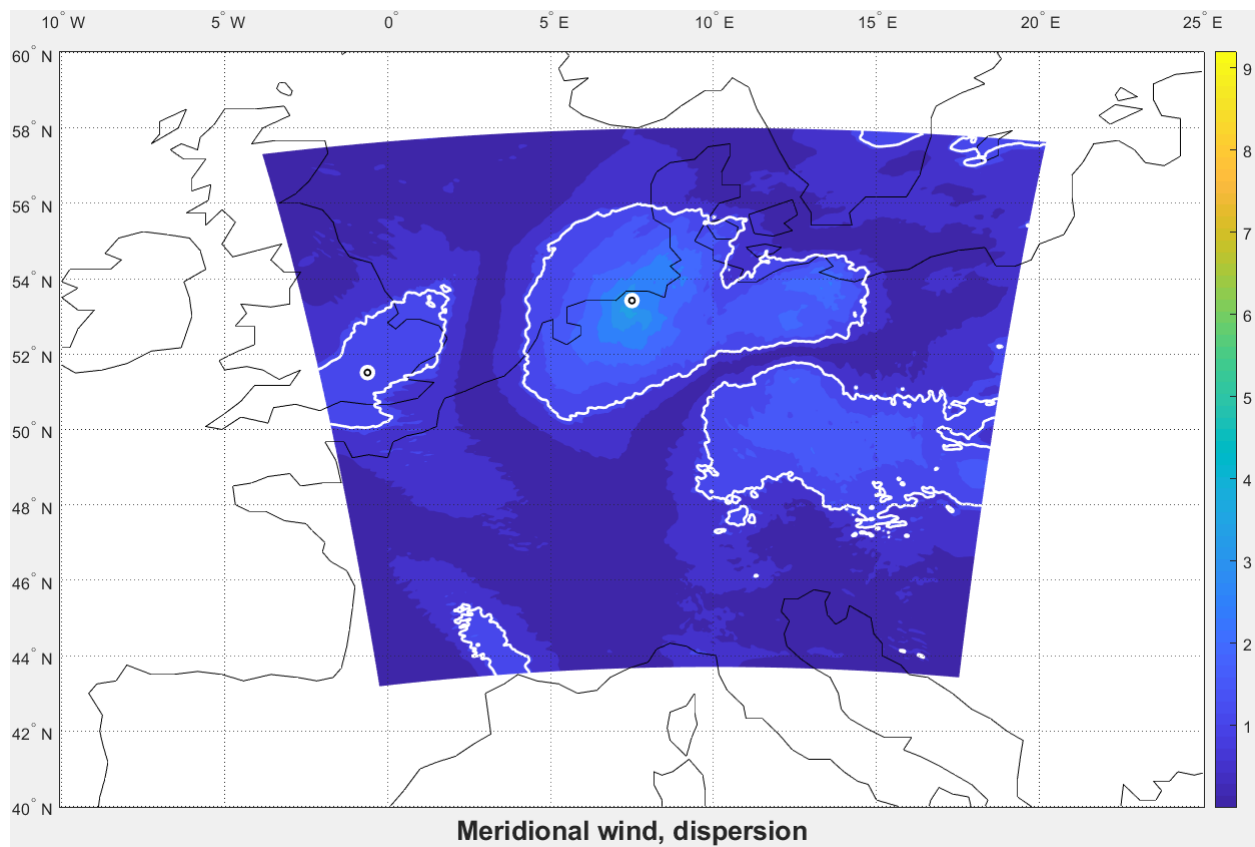 10° W 5° W 0° 5° E 10° E 15° E 20° E 25° E
60° N
58° N
56° N
54° N
52° N
50° N
48° N
46° N
44° N
42° N
40° N
9
8
7
6
5
4
3
2
1
Meridional wind, dispersion